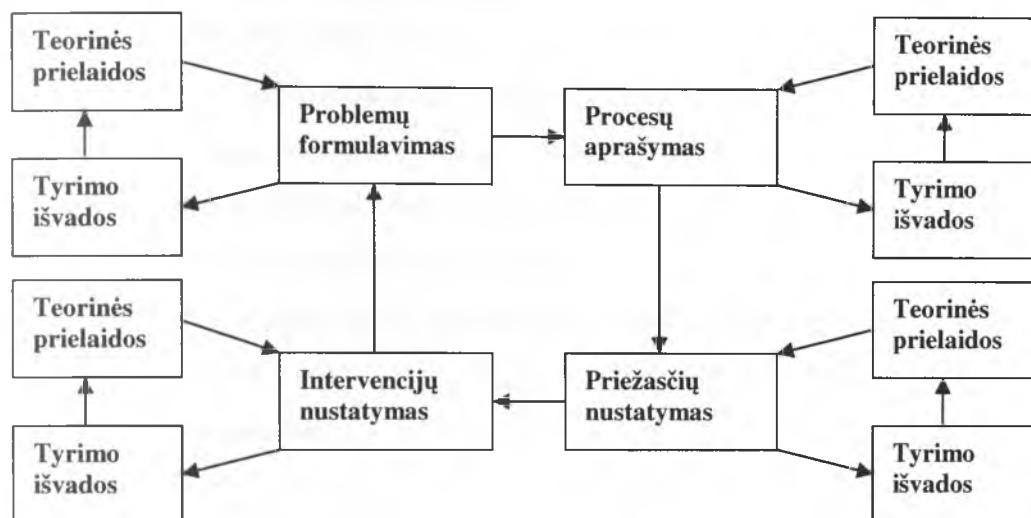 Teorinės
prielaidos
Teorinės
prielaidos
Problemų
formulavimas
Procesų
aprašymas
Tyrimo
išvados
Tyrimo
išvados
Teorinės
prielaidos
Teorinės
prielaidos
Intervencijų
nustatymas
Priežasčių
nustatymas
Tyrimo
išvados
Tyrimo
išvados